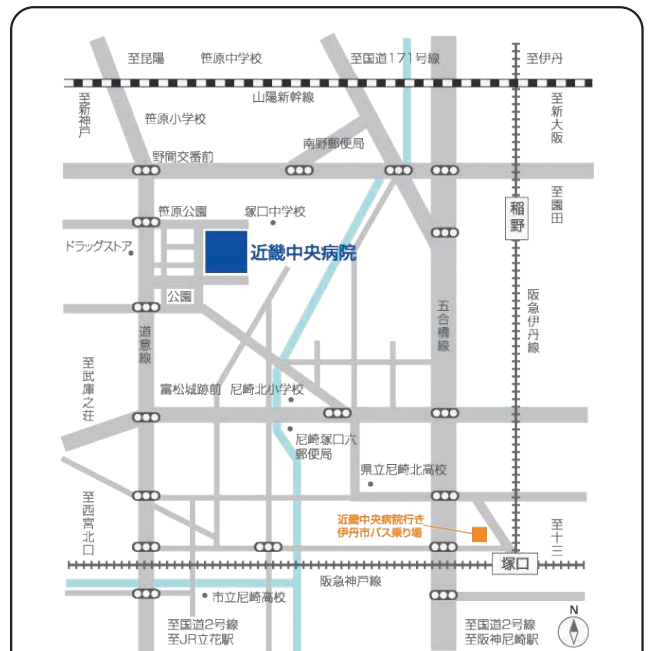 至昆陽
笹原中学校
至国道171号線
至伊丹
山陽新幹線
至新神戸
至新大阪
笹原小学校
南野郵便局
野間交番前
至園田
笹原公園
塚口中学校
稲野
ドラッグストア
近畿中央病院
公園
道意線
五合橋線
阪急伊丹線
至武庫之荘
富松城跡前
尼崎北小学校
尼崎塚口六
郵便局
県立尼崎北高校
至西宮北口
近畿中央病院行き
伊丹市バス乗り場
至十三
塚口
阪急神戸線
市立尼崎高校
至国道2号線
至JR立花駅
至国道2号線
至阪神尼崎駅
N